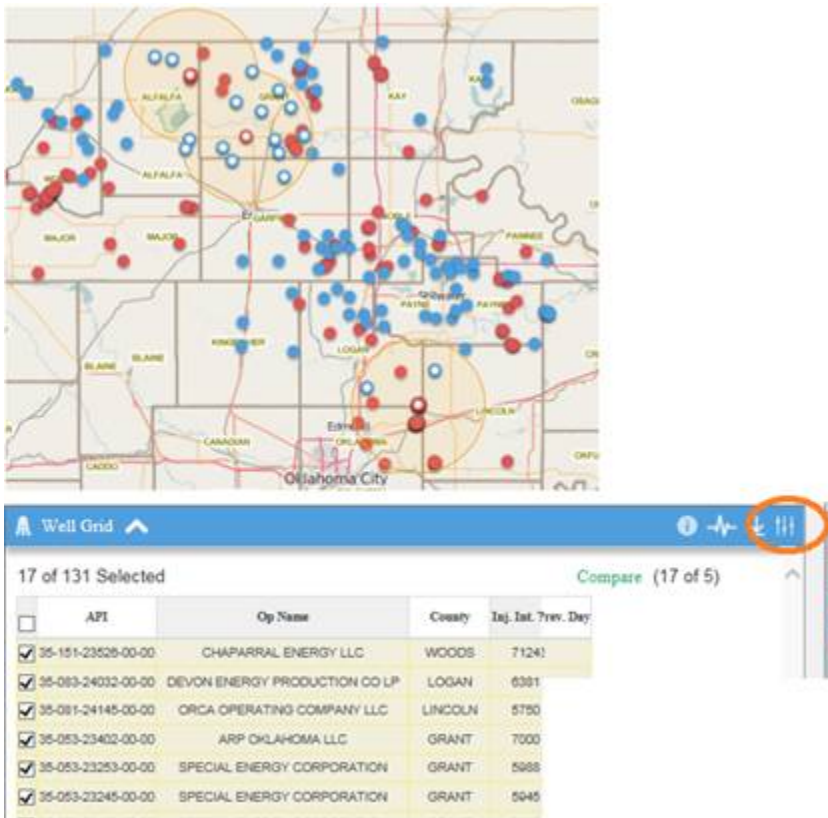 KAY
ALFALFA
OSAG
ALFALFA
NOBLE
MAJOR
MAJOR
PAWNEE
PAYNE
KINGFISHER
LOGAN
BLAINE
BLAINE
LINCOLN
Edmond
CANADIAN
OKLAHOMA
CADDO
OKFU
Oklahoma City
Well Grid
17 of 131 Selected
Compare (17 of 5)
API Op Name County Inj. Int. Prev. Day
35-151-23526-00-00 CHAPARRAL ENERGY LLC WOODS
35-083-24032-00-00 DEVON ENERGY PRODUCTION CO LP LOGAN 6381
35-081-24145-00-00 ORCA OPERATING COMPANY LLC LINCOLN 5750
35-053-23402-00-00 ARP OKLAHOMA LLC GRANT 7000
35-053-23253-00-00 SPECIAL ENERGY CORPORATION GRANT 5988
35-053-23245-00-00 SPECIAL ENERGY CORPORATION GRANT 5945